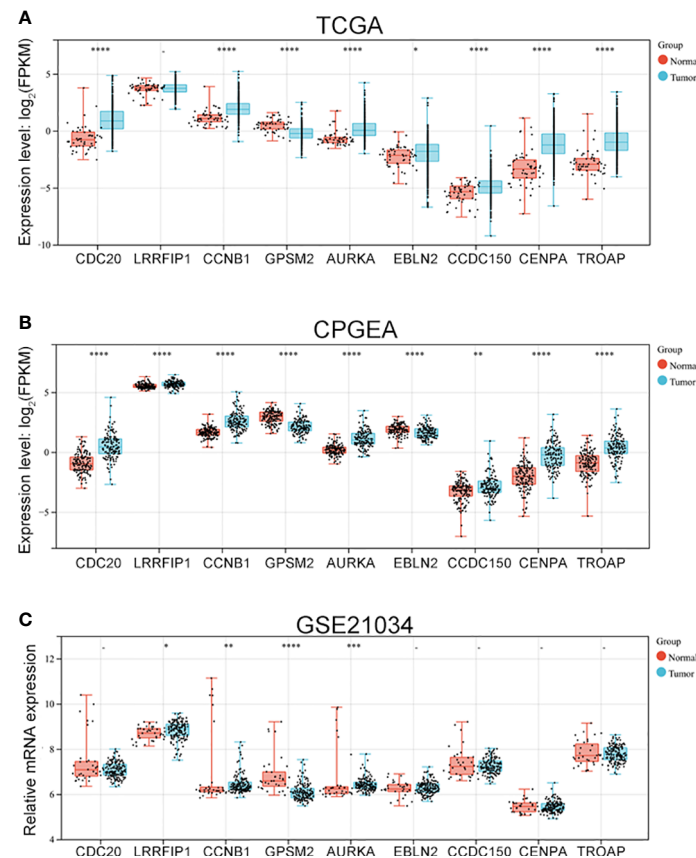 A
TCGA
**** - **** **** **** * **** **** ****
Expression level: log2(FPKM)
5
0
-5
-10
Group
Norma
Tumor
CDC20 LRRFIP1 CCNB1 GPSM2 AURKA EBLN2 CCDC150 CENPA TROAP
B
CPGEA
**** **** **** **** **** **** ** **** ****
Expression level: log2(FPKM)
5
0
-5
Group
Norma
Tumor
CDC20 LRRFIP1 CCNB1 GPSM2 AURKA EBLN2 CCDC150 CENPA TROAP
C
GSE21034
- * ** **** *** - - - -
Relative mRNA expression
12
10
8
6
4
Group
Norma
Tumor
CDC20 LRRFIP1 CCNB1 GPSM2 AURKA EBLN2 CCDC150 CENPA TROAP